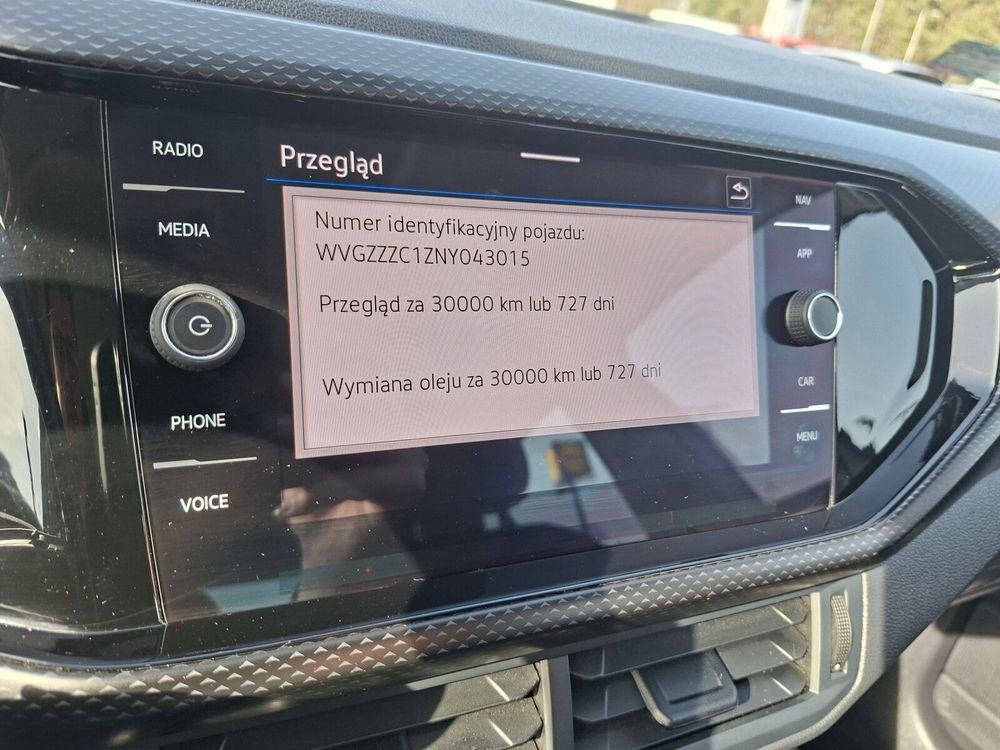 RADIO
MEDIA
PHONE
VOICE
Przegląd
Numer identyfikacyjny pojazdu:
WVGZZZC1ZNY043015
Przegląd za 30000 km lub 727 dni
Wymiana oleju za 30000 km lub 727 dni
NAV
APP
CAR
MENU